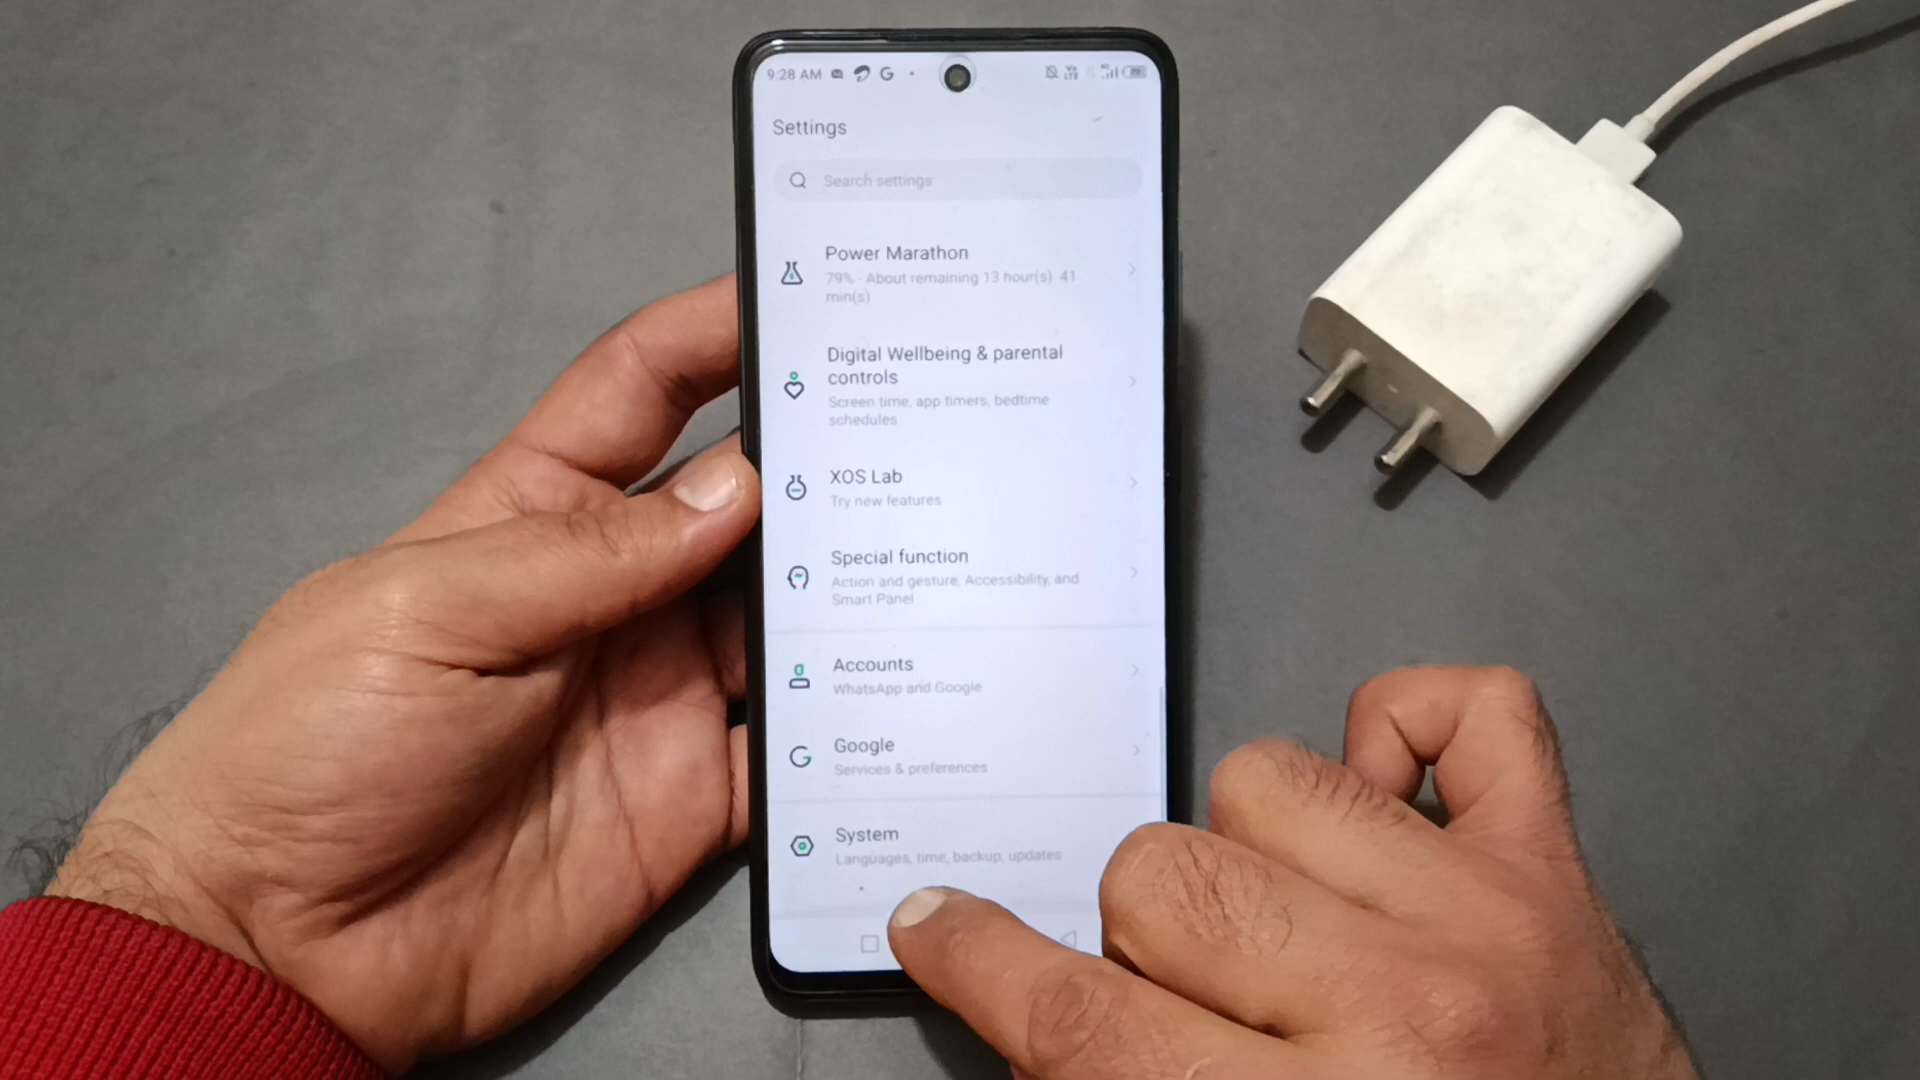 9:28 AM
Settings
Search settings
Power Marathon
79% · About remaining 13 hour(s) 41
min(s)
Digital Wellbeing & parental
controls
Screen time, app timers, bedtime
schedules
XOS Lab
Try new features
Special function
Action and gesture, Accessibility, and
Smart Panel
Accounts
WhatsApp and Google
Google
Services & preferences
System
Languages, time, backup, updates